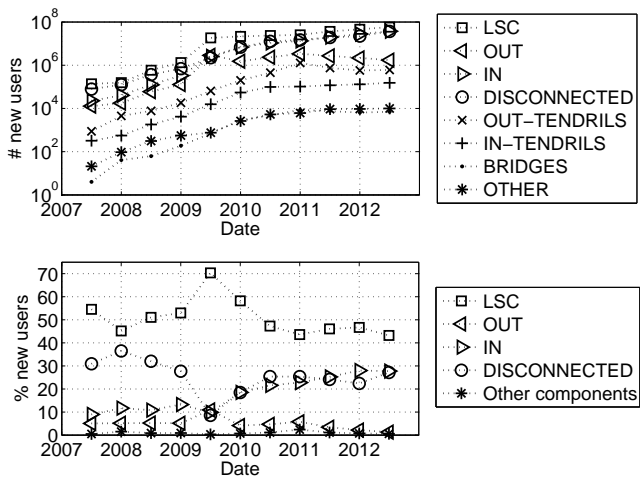 10^8
10^6
10^4
10^2
10^0
# new users
2007 2008 2009 2010 2011 2012
Date
LSC
OUT
IN
DISCONNECTED
OUT−TENDRILS
IN−TENDRILS
BRIDGES
OTHER
70
60
50
40
30
20
10
0
% new users
2007 2008 2009 2010 2011 2012
Date
LSC
OUT
IN
DISCONNECTED
Other components